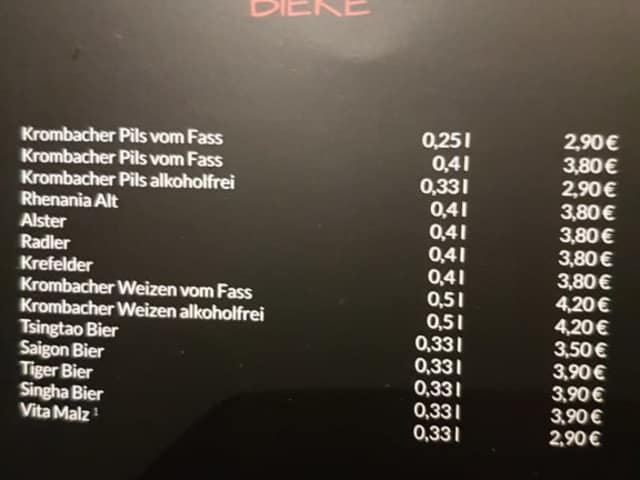 BIERE
Krombacher Pils vom Fass 0,25 l 2,90 €
Krombacher Pils vom Fass 0,4 l 3,80 €
Krombacher Pils alkoholfrei 0,33 l 2,90 €
Rhenania Alt 0,4 l 3,80 €
Alster 0,4 l 3,80 €
Radler 0,4 l 3,80 €
Krefelder 0,4 l 3,80 €
Krombacher Weizen vom Fass 0,5 l 4,20 €
Krombacher Weizen alkoholfrei 0,5 l 4,20 €
Tsingtao Bier 0,33 l 3,50 €
Saigon Bier 0,33 l 3,90 €
Tiger Bier 0,33 l 3,90 €
Singha Bier 0,33 l 3,90 €
Vita Malz ¹ 0,33 l 2,90 €